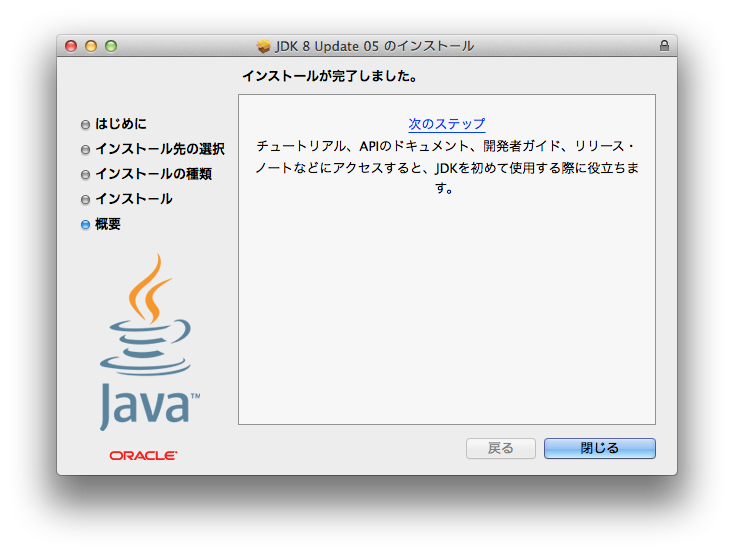 JDK 8 Update 05 のインストール
インストールが完了しました。
はじめに
インストール先の選択
インストールの種類
インストール
概要
次のステップ
チュートリアル、APIのドキュメント、開発者ガイド、リリース・
ノートなどにアクセスすると、JDKを初めて使用する際に役立ちま
す。
Java™
ORACLE
戻る
閉じる